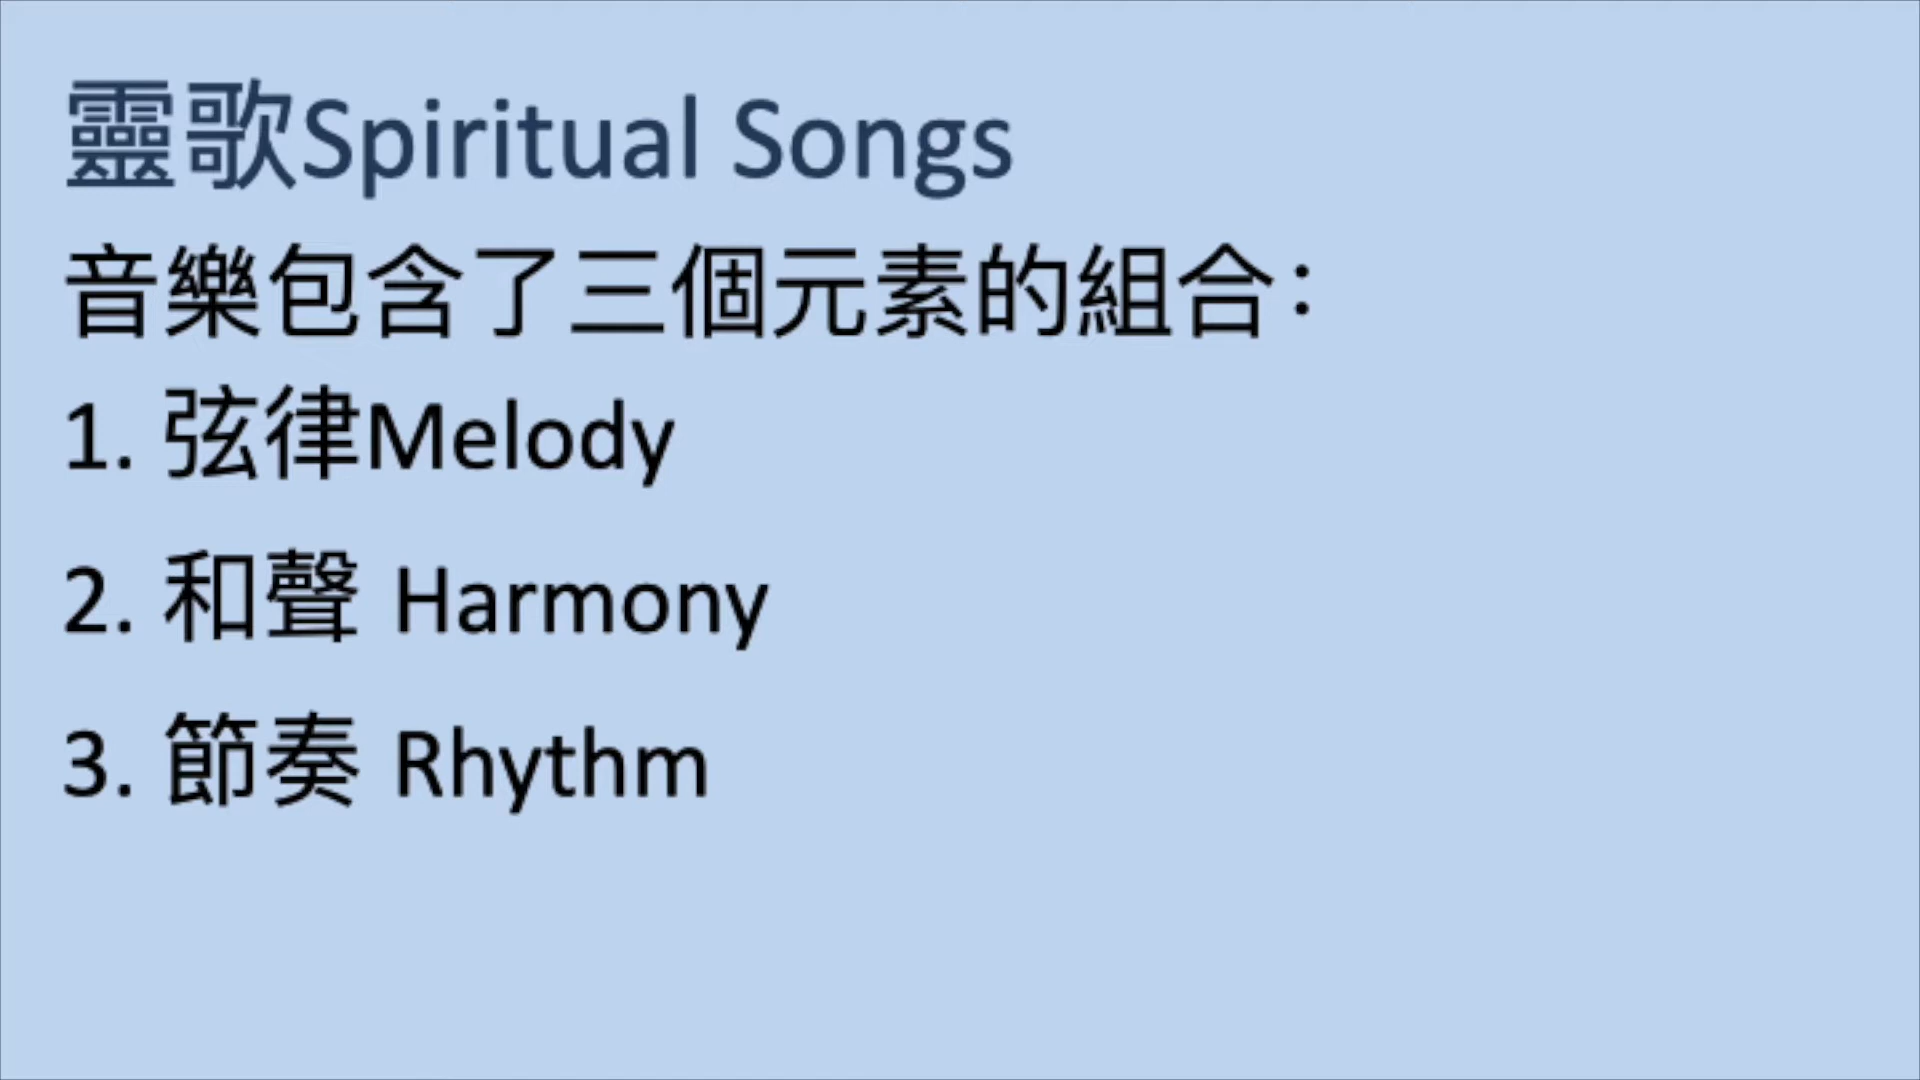 靈歌Spiritual Songs
音樂包含了三個元素的組合：
1. 弦律Melody
2. 和聲 Harmony
3. 節奏 Rhythm